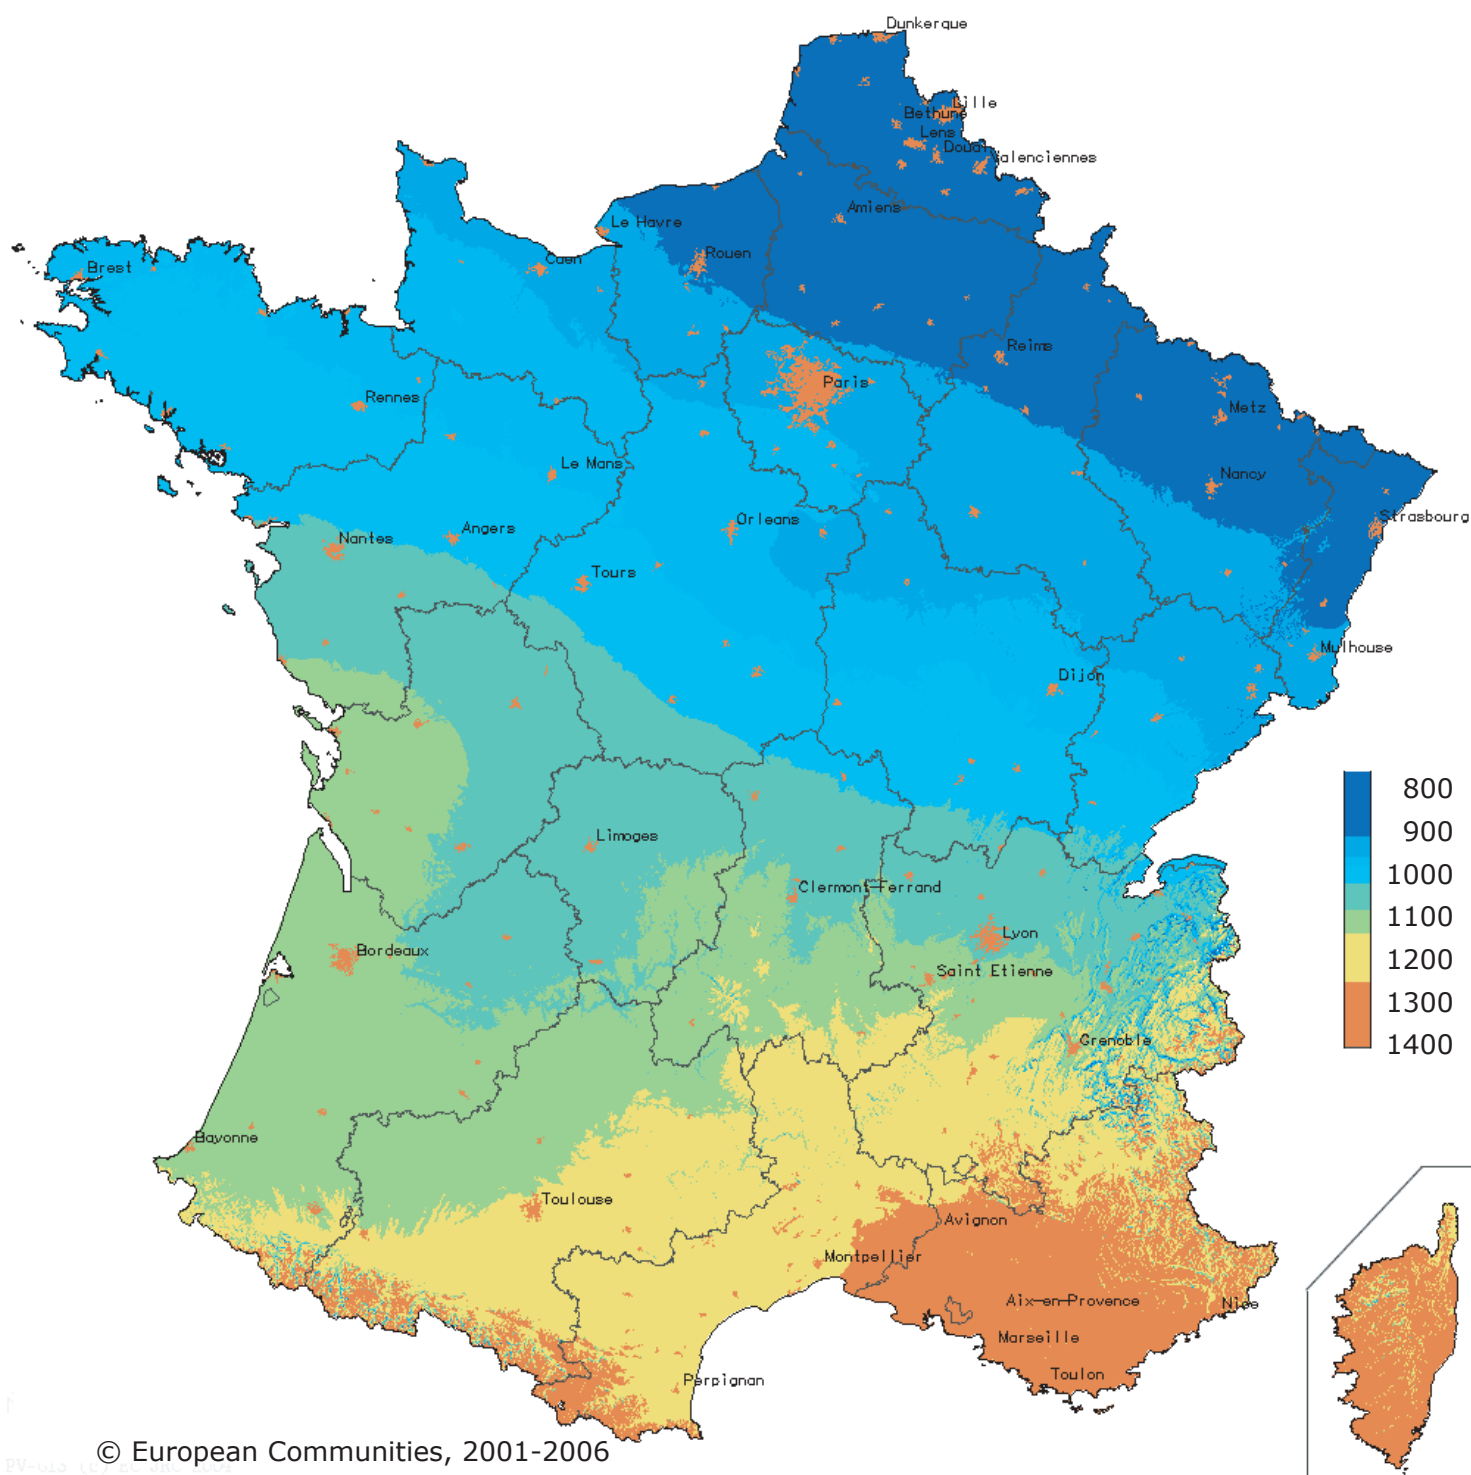 Dunkerque
Lille
Bethune
Lens
Douai
Valenciennes
Amiens
Le Havre
Rouen
Caen
Brest
Reims
Paris
Rennes
Metz
Le Mans
Nancy
Orleans
Strasbourg
Angers
Nantes
Tours
Mulhouse
Dijon
800
900
1000
1100
1200
1300
1400
Limoges
Clermont-Ferrand
Lyon
Bordeaux
Saint Etienne
Grenoble
Bayonne
Toulouse
Avignon
Montpellier
Aix-en-Provence
Nice
Marseille
Toulon
Perpignan
© European Communities, 2001-2006